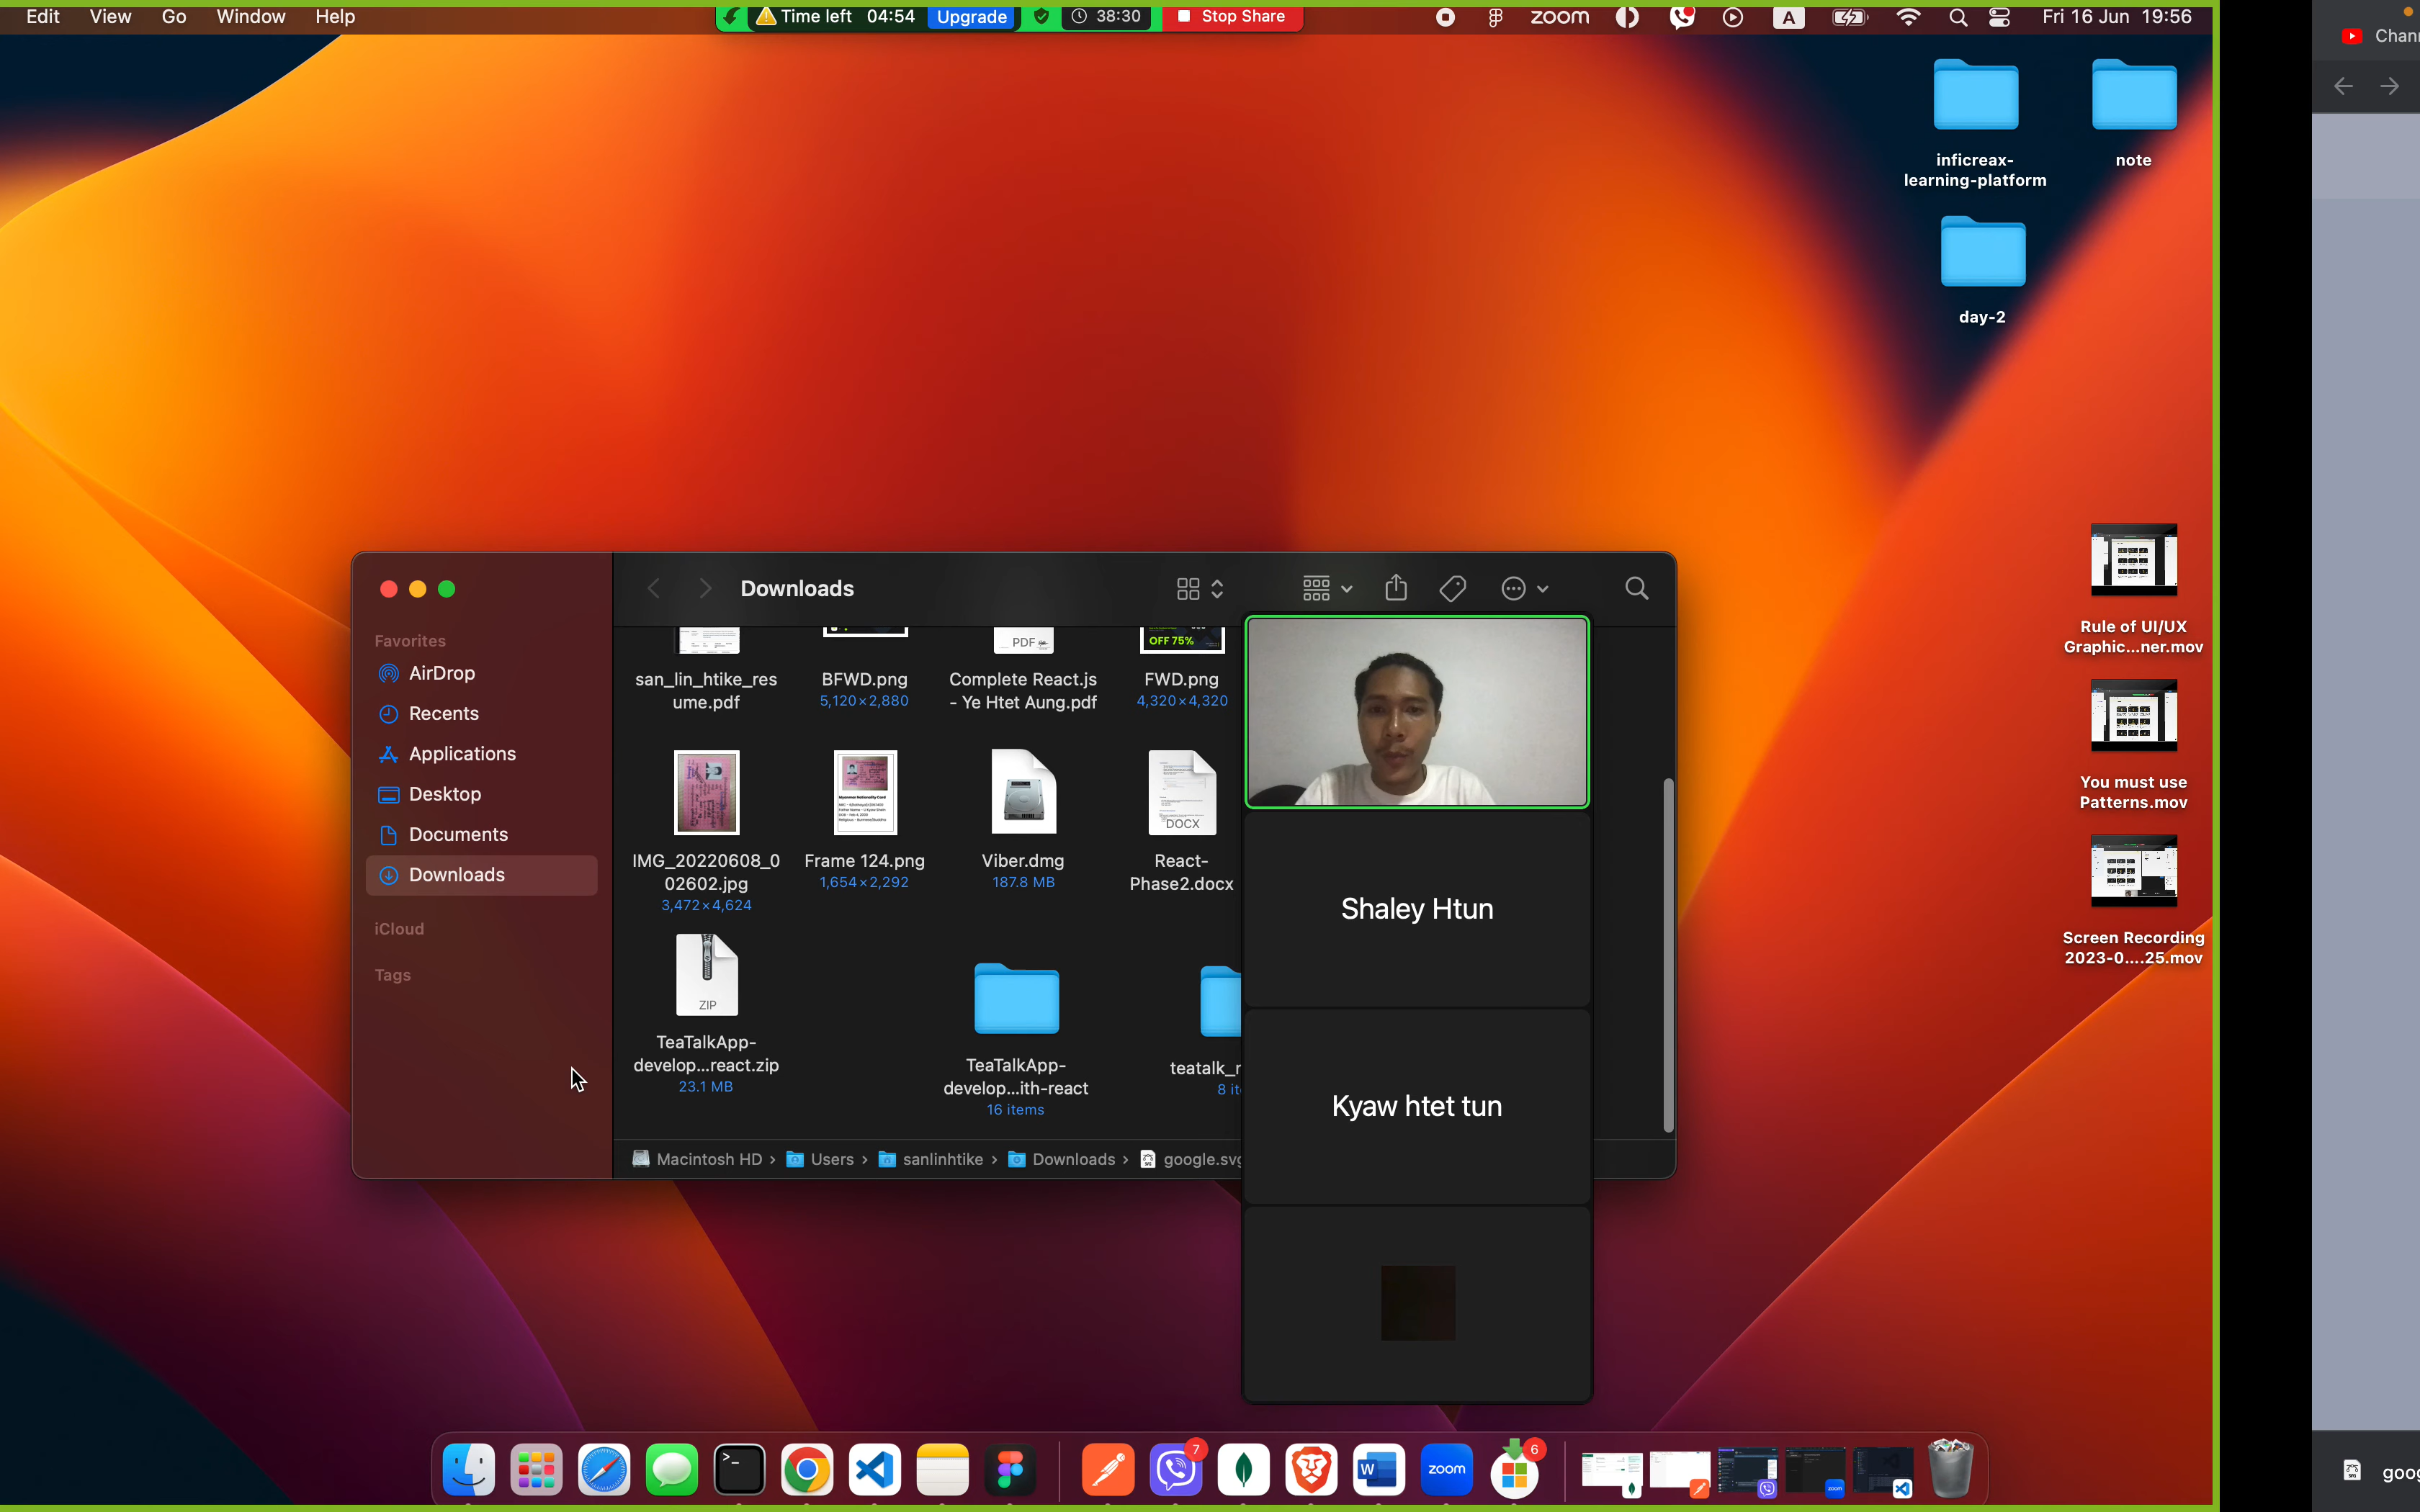 Edit View Go Window Help
Time left 04:54 Upgrade 38:30 Stop Share
zoom A Fri 16 Jun 19:56
inficreax-
learning-platform
note
day-2
Rule of UI/UX
Graphic...ner.mov
You must use
Patterns.mov
Screen Recording
2023-0....25.mov
Downloads
Favorites
AirDrop
Recents
Applications
Desktop
Documents
Downloads
iCloud
Tags
PDF
OFF 75%
san_lin_htike_res
ume.pdf
BFWD.png
5,120×2,880
Complete React.js
- Ye Htet Aung.pdf
FWD.png
4,320×4,320
DOCX
IMG_20220608_0
02602.jpg
3,472×4,624
Frame 124.png
1,654×2,292
Viber.dmg
187.8 MB
React-
Phase2.docx
ZIP
TeaTalkApp-
develop...react.zip
23.1 MB
TeaTalkApp-
develop...ith-react
16 items
teatalk_r
8 it
Macintosh HD › Users › sanlinhtike › Downloads › google.svg
Shaley Htun
Kyaw htet tun
7
W
zoom
6
Chan
goog